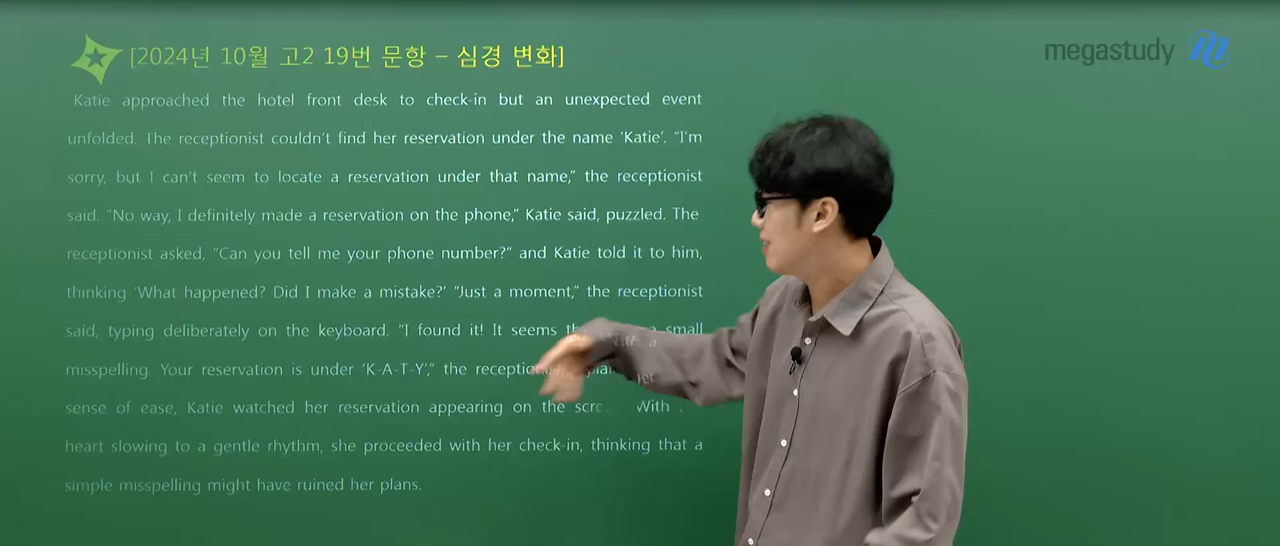 [2024년 10월 고2 19번 문항 – 심경 변화]
megastudy
Katie approached the hotel front desk to check-in but an unexpected event
unfolded. The receptionist couldn't find her reservation under the name 'Katie'. "I'm
sorry, but I can't seem to locate a reservation under that name," the receptionist
said. "No way, I definitely made a reservation on the phone," Katie said, puzzled. The
receptionist asked, "Can you tell me your phone number?" and Katie told it to him,
thinking 'What happened? Did I make a mistake?' "Just a moment," the receptionist
said, typing deliberately on the keyboard. "I found it! It seems a small
misspelling. Your reservation is under 'K-A-T-Y'," the
sense of ease, Katie watched her reservation appearing on the With
heart slowing to a gentle rhythm, she proceeded with her check-in, thinking that a
simple misspelling might have ruined her plans.